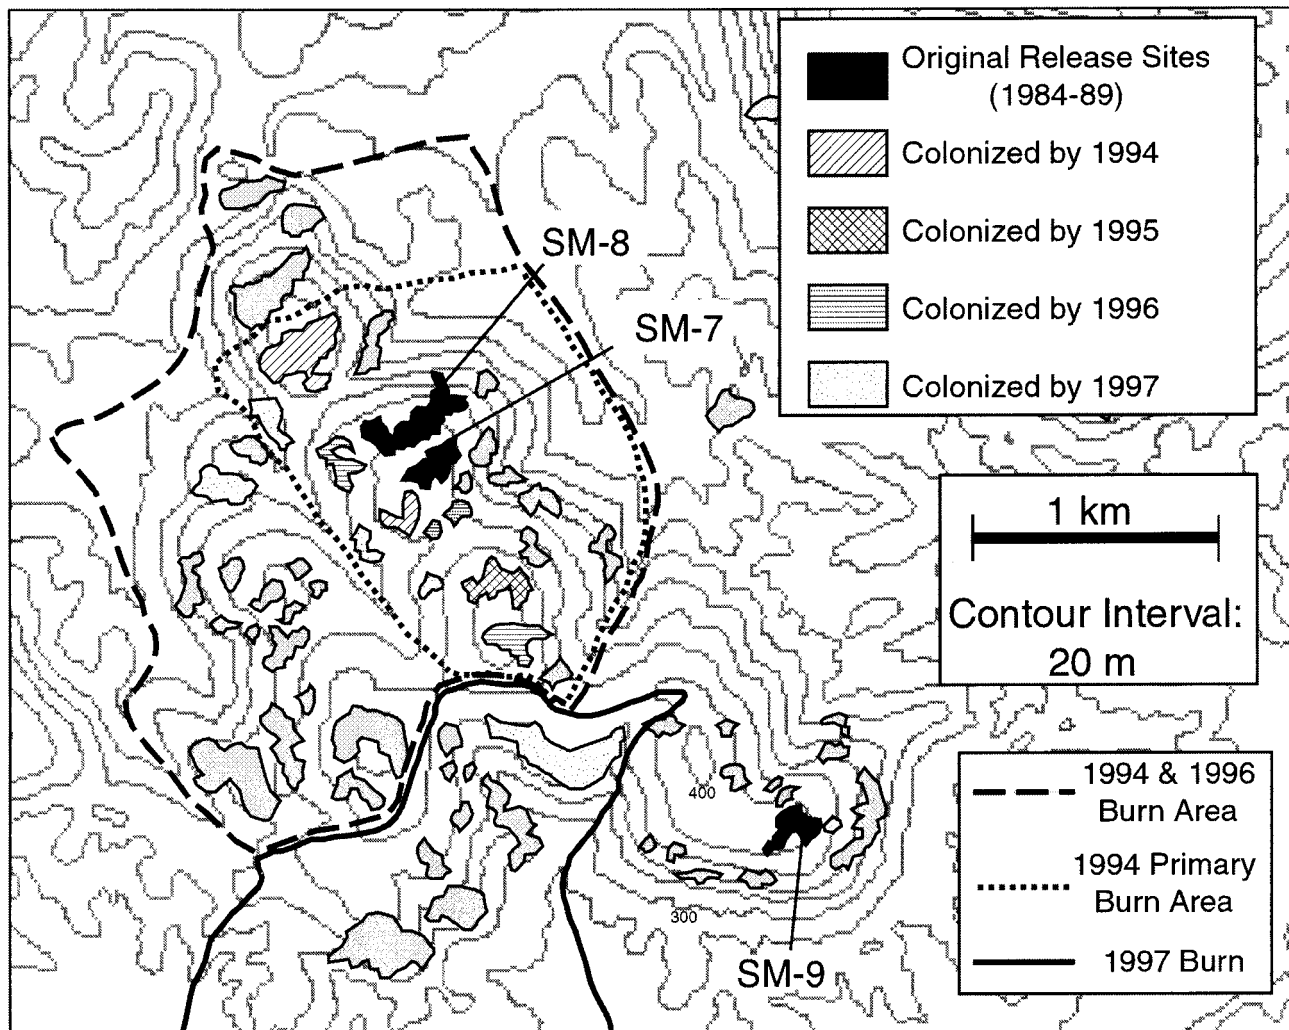 Original Release Sites
(1984-89)
Colonized by 1994
Colonized by 1995
Colonized by 1996
Colonized by 1997
SM-8
SM-7
1 km
Contour Interval:
20 m
400
300
SM-9
1994 & 1996
Burn Area
1994 Primary
Burn Area
1997 Burn